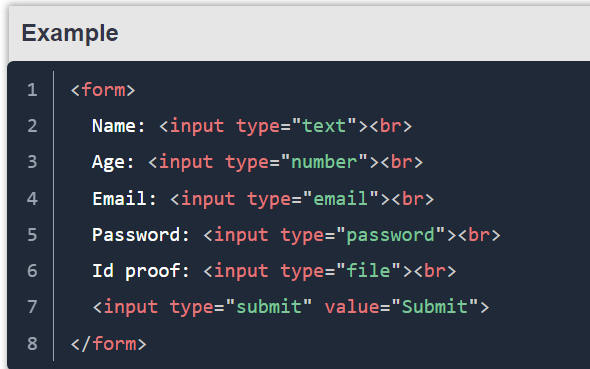 Example
1 <form>
2 Name: <input type="text"><br>
3 Age: <input type="number"><br>
4 Email: <input type="email"><br>
5 Password: <input type="password"><br>
6 Id proof: <input type="file"><br>
7 <input type="submit" value="Submit">
8 </form>